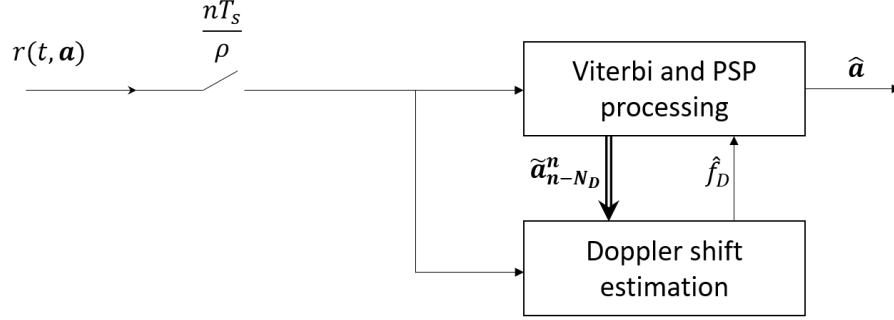 nT_s
ρ
r(t, a)
Viterbi and PSP
processing
â
ã^n_{n−N_D}
f̂_D
Doppler shift
estimation